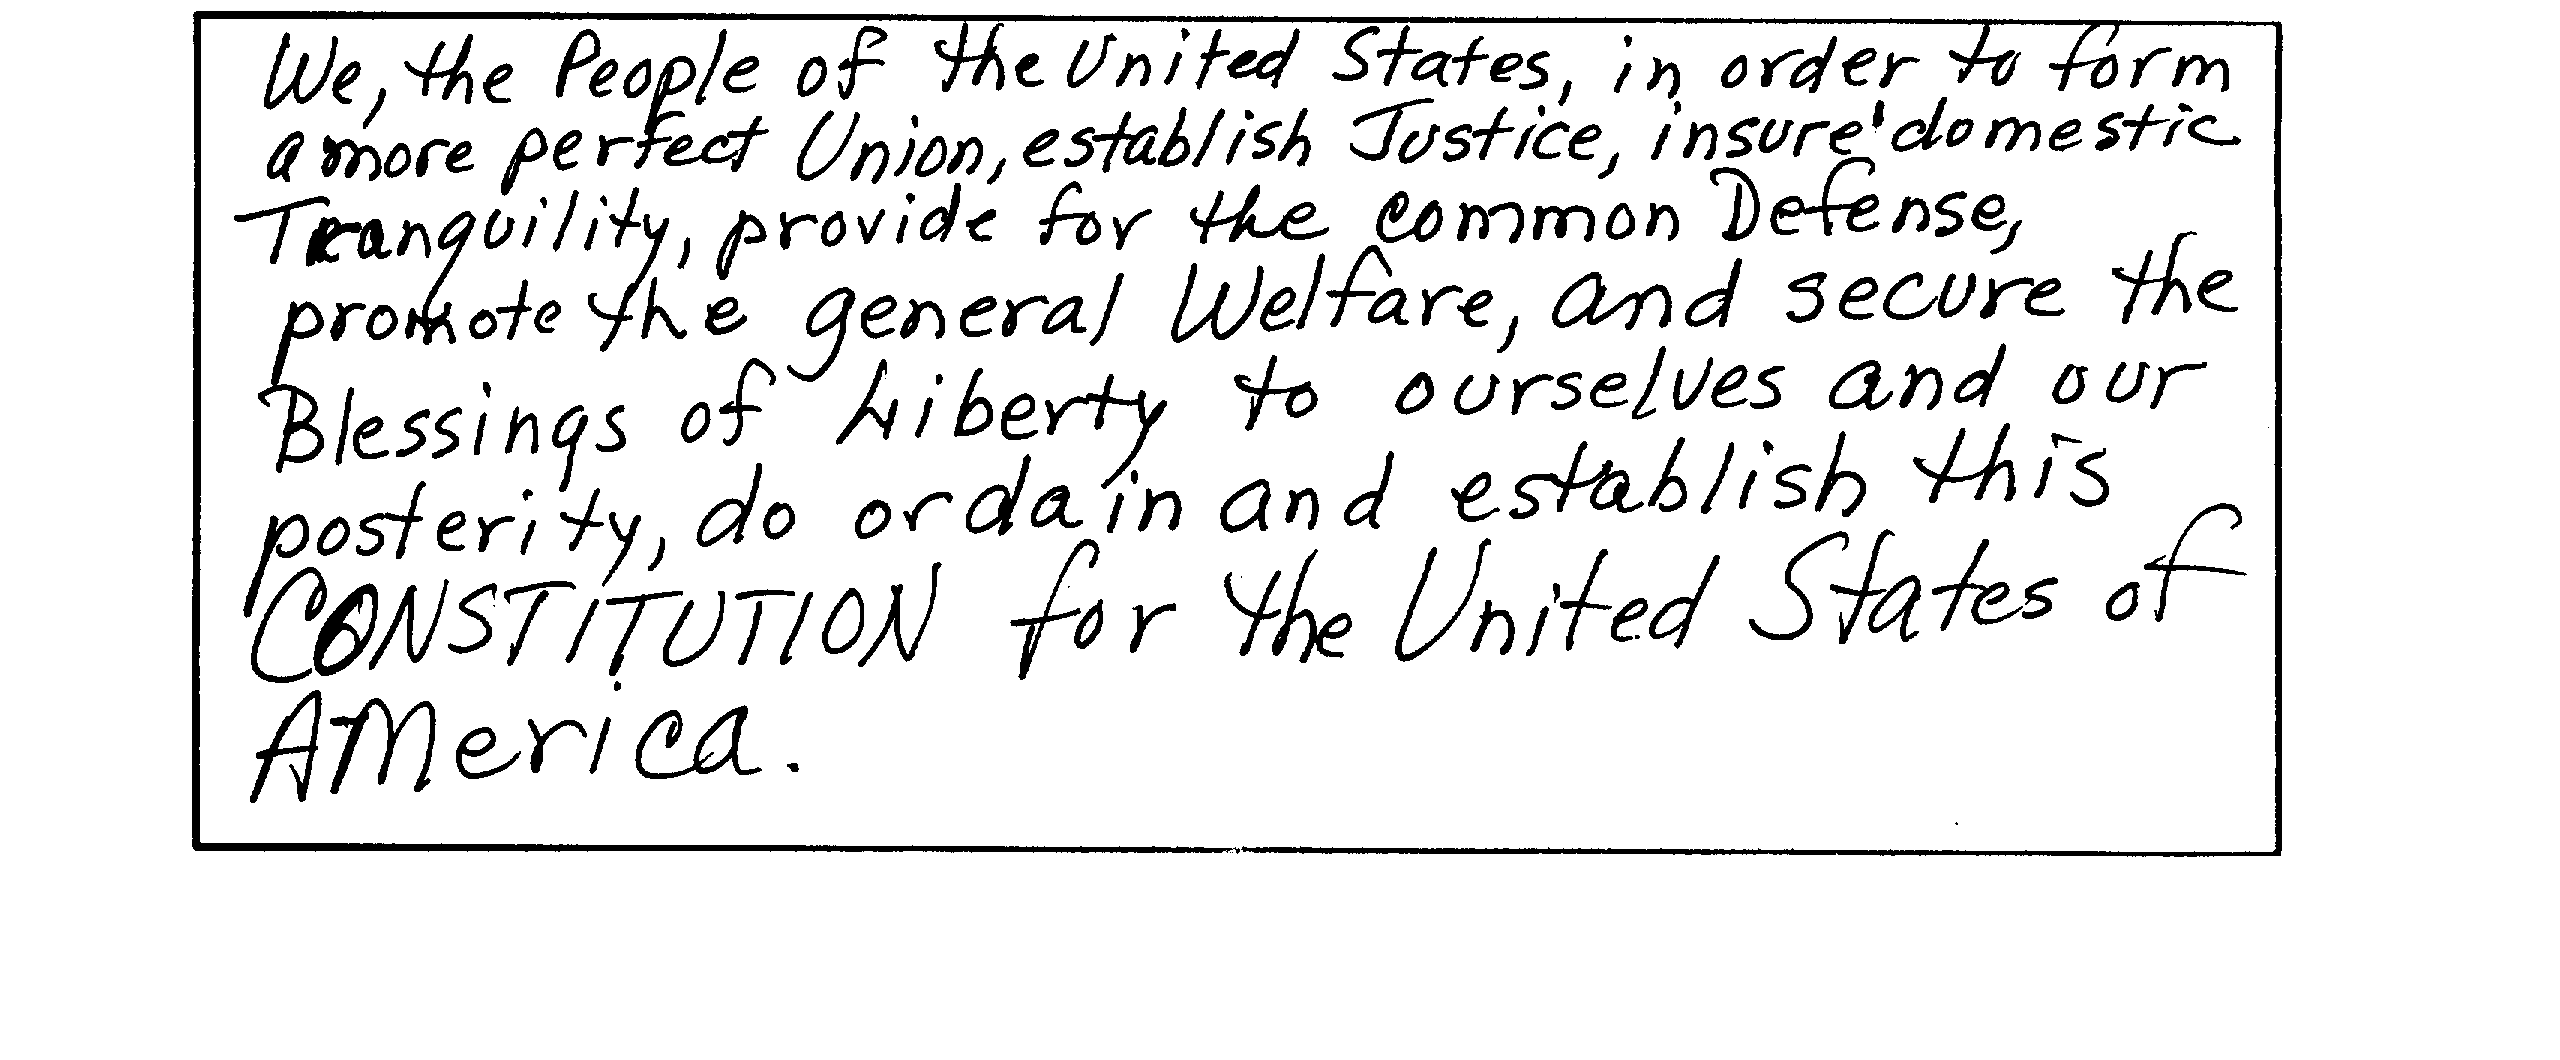 We, the People of the United States, in order to form
a more perfect Union, establish Justice, insure domestic
Tranquility, provide for the common Defense,
promote the general Welfare, and secure the
Blessings of Liberty to ourselves and our
posterity, do ordain and establish this
CONSTITUTION for the United States of
AMerica.